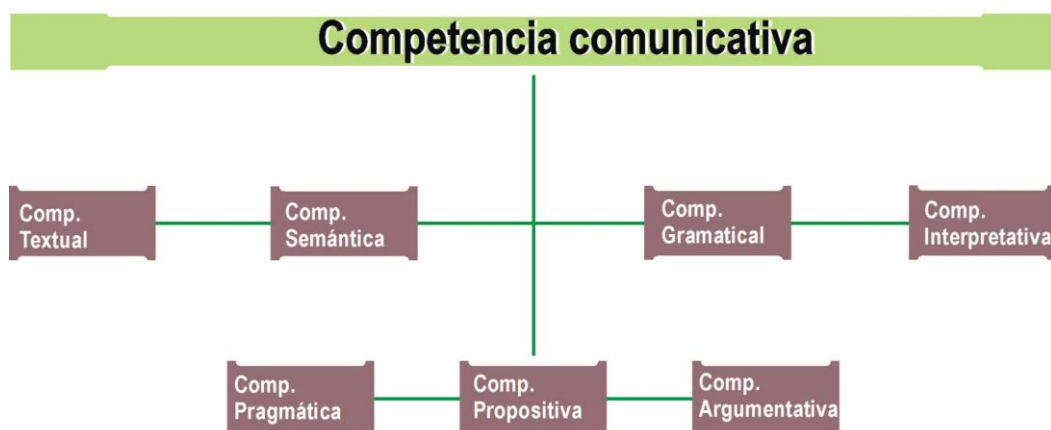 Competencia comunicativa
Comp.
Textual
Comp.
Semántica
Comp.
Gramatical
Comp.
Interpretativa
Comp.
Pragmática
Comp.
Propositiva
Comp.
Argumentativa